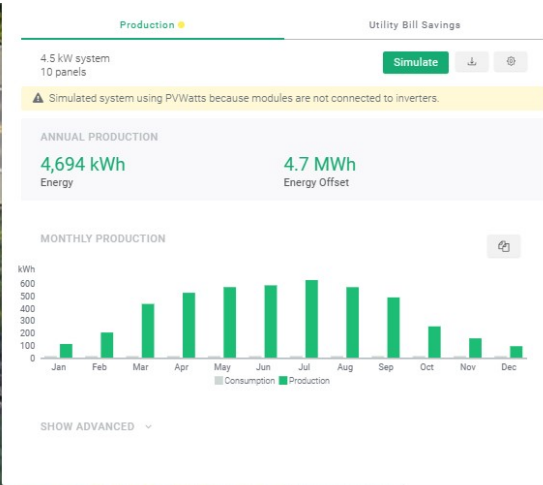 Production
Utility Bill Savings
4.5 kW system
10 panels
Simulate
Simulated system using PVWatts because modules are not connected to inverters.
ANNUAL PRODUCTION
4,694 kWh
Energy
4.7 MWh
Energy Offset
MONTHLY PRODUCTION
kWh
600
500
400
300
200
100
0
Jan Feb Mar Apr May Jun Jul Aug Sep Oct Nov Dec
Consumption Production
SHOW ADVANCED